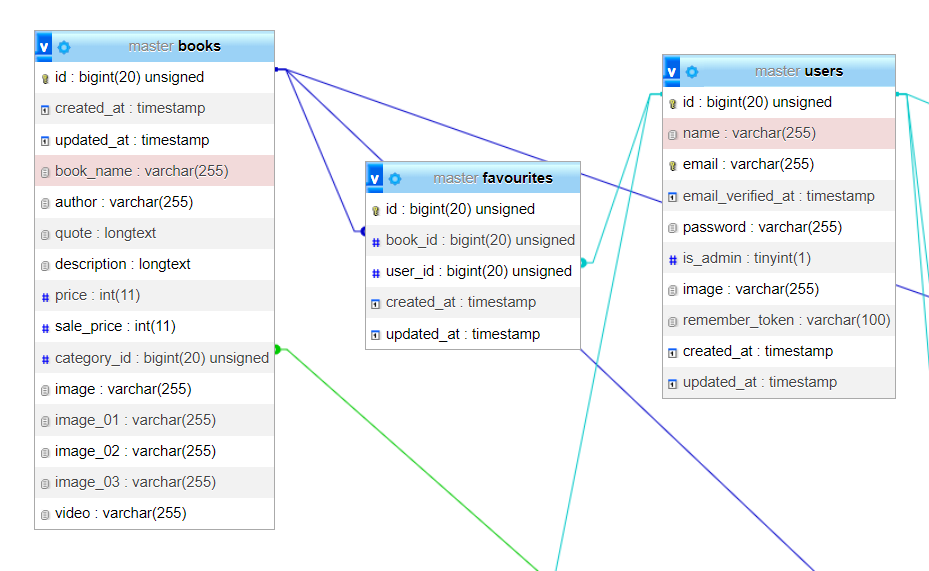 v master books
id : bigint(20) unsigned
created_at : timestamp
updated_at : timestamp
book_name : varchar(255)
author : varchar(255)
quote : longtext
description : longtext
# price : int(11)
# sale_price : int(11)
# category_id : bigint(20) unsigned
image : varchar(255)
image_01 : varchar(255)
image_02 : varchar(255)
image_03 : varchar(255)
video : varchar(255)
v master favourites
id : bigint(20) unsigned
# book_id : bigint(20) unsigned
# user_id : bigint(20) unsigned
created_at : timestamp
updated_at : timestamp
v master users
id : bigint(20) unsigned
name : varchar(255)
email : varchar(255)
email_verified_at : timestamp
password : varchar(255)
# is_admin : tinyint(1)
image : varchar(255)
remember_token : varchar(100)
created_at : timestamp
updated_at : timestamp